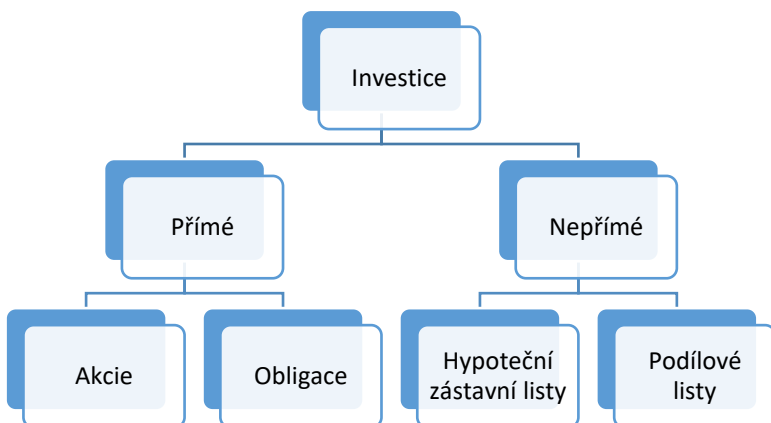 Investice
Přímé
Nepřímé
Akcie
Obligace
Hypoteční
zástavní listy
Podílové
listy